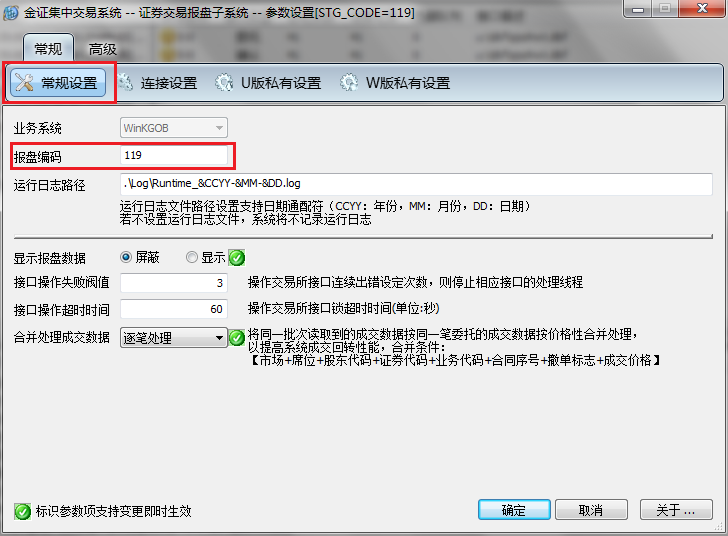 金证集中交易系统 -- 证券交易报盘子系统 -- 参数设置[STG_CODE=119]
常规 高级
常规设置 连接设置 U版私有设置 W版私有设置
业务系统 WinKGOB
报盘编码 119
运行日志路径 .\Log\Runtime_&CCYY-&MM-&DD.log
运行日志文件路径设置支持日期通配符(CCYY: 年份, MM: 月份, DD: 日期)
若不设置运行日志文件, 系统将不记录运行日志
显示报盘数据 屏蔽 显示
接口操作失败阀值 3 操作交易所接口连续出错设定次数, 则停止相应接口的处理线程
接口操作超时时间 60 操作交易所接口锁超时时间(单位:秒)
合并处理成交数据 逐笔处理 将同一批次读取到的成交数据按同一笔委托的成交数据按价格性合并处理,
以提高系统成交回转性能, 合并条件:
【市场+席位+股东代码+证券代码+业务代码+合同序号+撤单标志+成交价格】
标识参数项支持变更即时生效 确定 取消 关于 ...